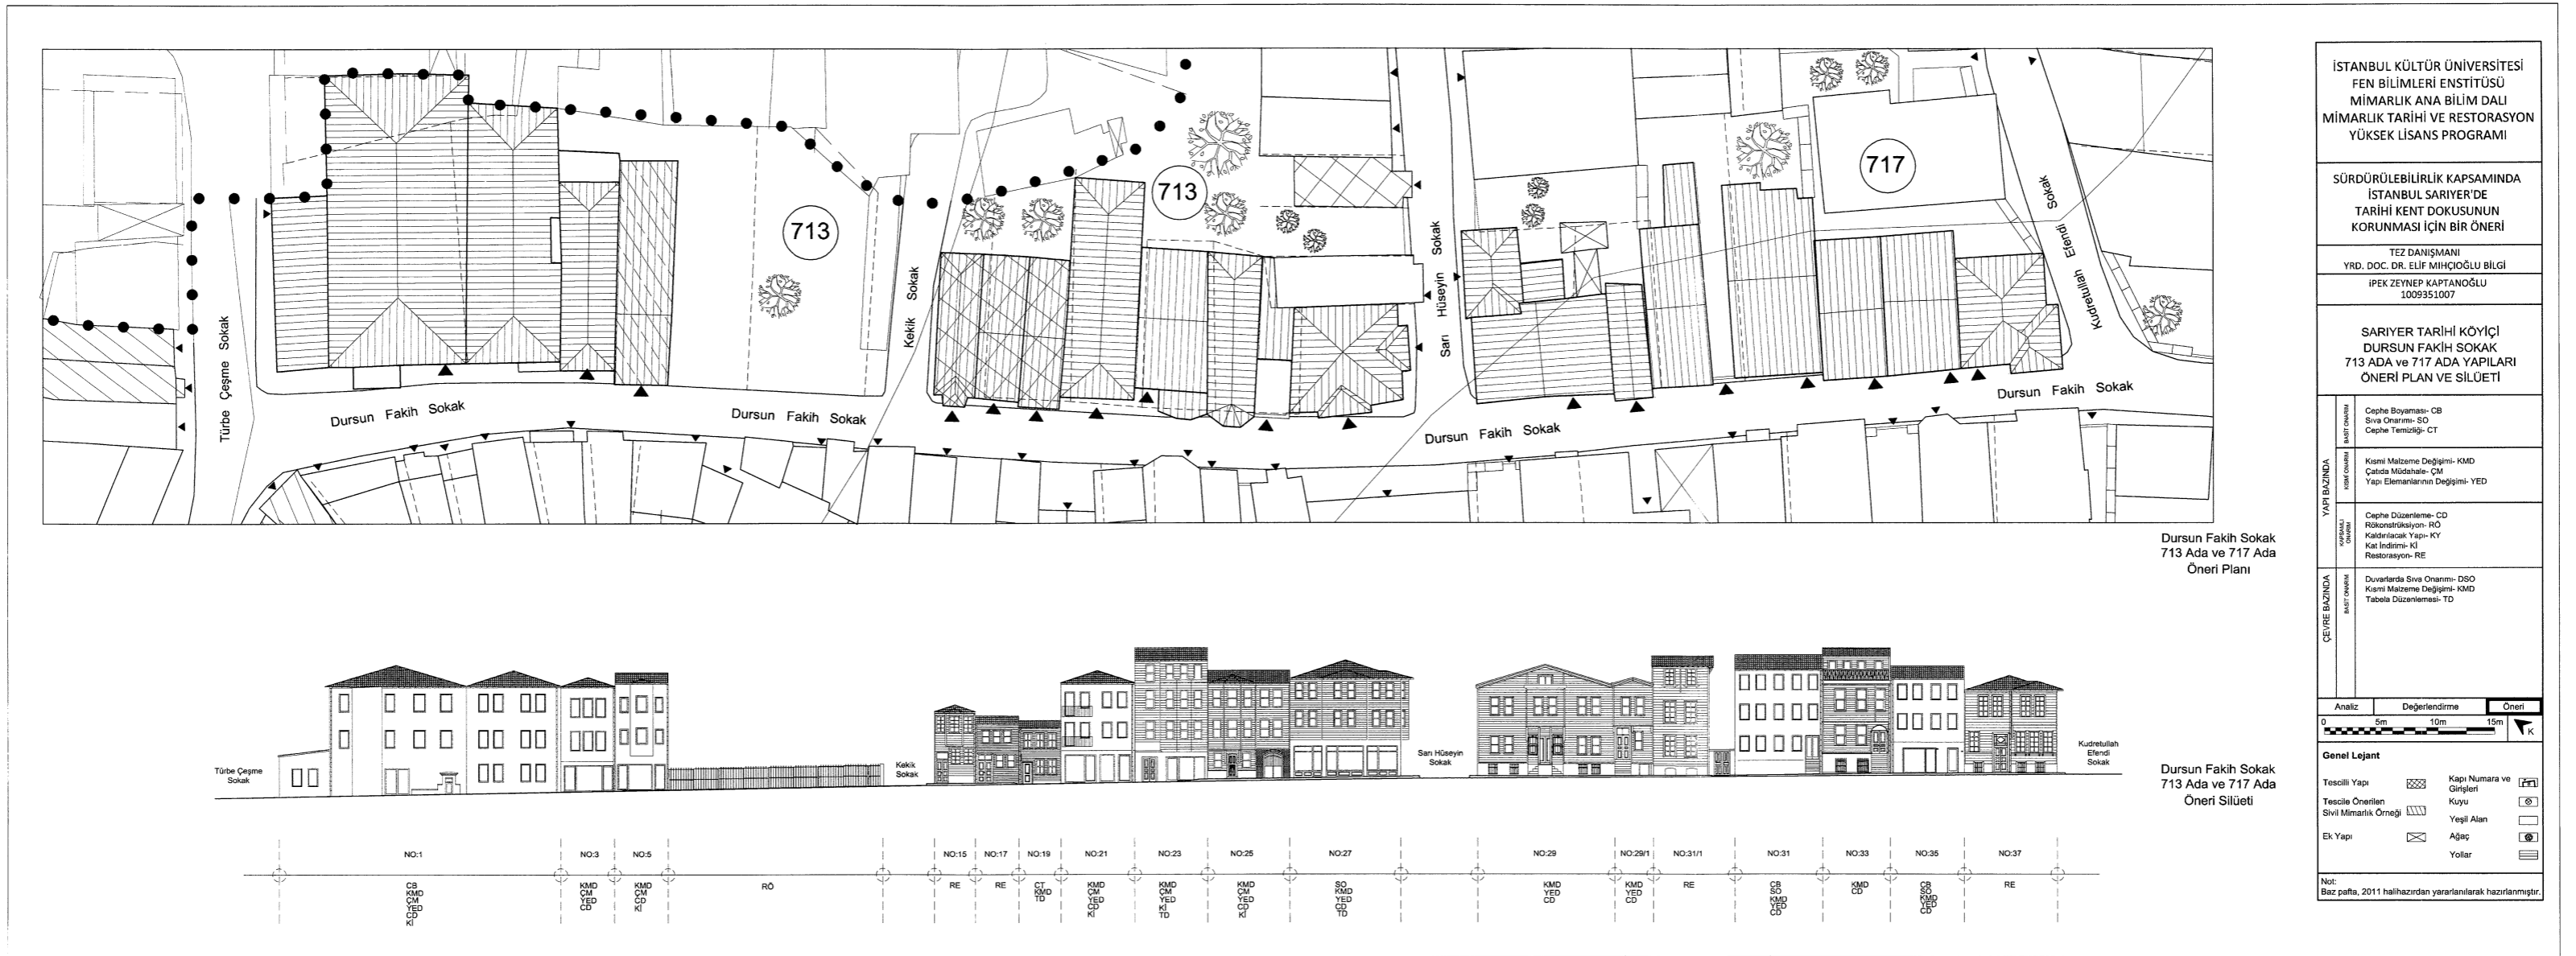 713
713
717
Türbe Çeşme Sokak
Dursun Fakih Sokak
Dursun Fakih Sokak
Kekik Sokak
Sarı Hüseyin Sokak
Dursun Fakih Sokak
Kudretullah Efendi Sokak
Dursun Fakih Sokak
Dursun Fakih Sokak
713 Ada ve 717 Ada
Öneri Planı
Türbe Çeşme
Sokak
Kekik
Sokak
Sarı Hüseyin
Sokak
Kudretullah
Efendi
Sokak
Dursun Fakih Sokak
713 Ada ve 717 Ada
Öneri Silüeti
NO:1
NO:3
NO:5
NO:15
NO:17
NO:19
NO:21
NO:23
NO:25
NO:27
NO:29
NO:29/1
NO:31/1
NO:31
NO:33
NO:35
NO:37
CB
KMD
ÇM
YED
CD
Kİ
KMD
ÇM
YED
CD
KMD
ÇM
CD
Kİ
RÖ
RE
RE
CT
KMD
TD
KMD
ÇM
YED
CD
Kİ
KMD
ÇM
YED
Kİ
TD
KMD
ÇM
YED
CD
Kİ
SO
KMD
YED
CD
TD
KMD
YED
CD
KMD
YED
CD
RE
CB
SO
KMD
YED
CD
KMD
CD
CB
SO
KMD
YED
CD
RE
İSTANBUL KÜLTÜR ÜNİVERSİTESİ
FEN BİLİMLERİ ENSTİTÜSÜ
MİMARLIK ANA BİLİM DALI
MİMARLIK TARİHİ VE RESTORASYON
YÜKSEK LİSANS PROGRAMI
SÜRDÜRÜLEBİLİRLİK KAPSAMINDA
İSTANBUL SARIYER'DE
TARİHİ KENT DOKUSUNUN
KORUNMASI İÇİN BİR ÖNERİ
TEZ DANIŞMANI
YRD. DOC. DR. ELİF MIHÇIOĞLU BİLGİ
İPEK ZEYNEP KAPTANOĞLU
1009351007
SARIYER TARİHİ KÖYİÇİ
DURSUN FAKİH SOKAK
713 ADA ve 717 ADA YAPILARI
ÖNERİ PLAN VE SİLÜETİ
YAPI BAZINDA
BASİT ONARIM
Cephe Boyaması- CB
Sıva Onarımı- SO
Cephe Temizliği- CT
KISMİ ONARIM
Kısmi Malzeme Değişimi- KMD
Çatıda Müdahale- ÇM
Yapı Elemanlarının Değişimi- YED
KAPSAMLI
ONARIM
Cephe Düzenleme- CD
Rökonstrüksiyon- RÖ
Kaldırılacak Yapı- KY
Kat İndirimi- Kİ
Restorasyon- RE
ÇEVRE BAZINDA
BASİT ONARIM
Duvarlarda Sıva Onarımı- DSO
Kısmi Malzeme Değişimi- KMD
Tabela Düzenlemesi- TD
Analiz
Değerlendirme
Öneri
0 5m 10m 15m
K
Genel Lejant
Tescilli Yapı
Tescile Önerilen
Sivil Mimarlık Örneği
Ek Yapı
Kapı Numara ve
Girişleri
Kuyu
Yeşil Alan
Ağaç
Yollar
Not:
Baz pafta, 2011 halihazırdan yararlanılarak hazırlanmıştır.